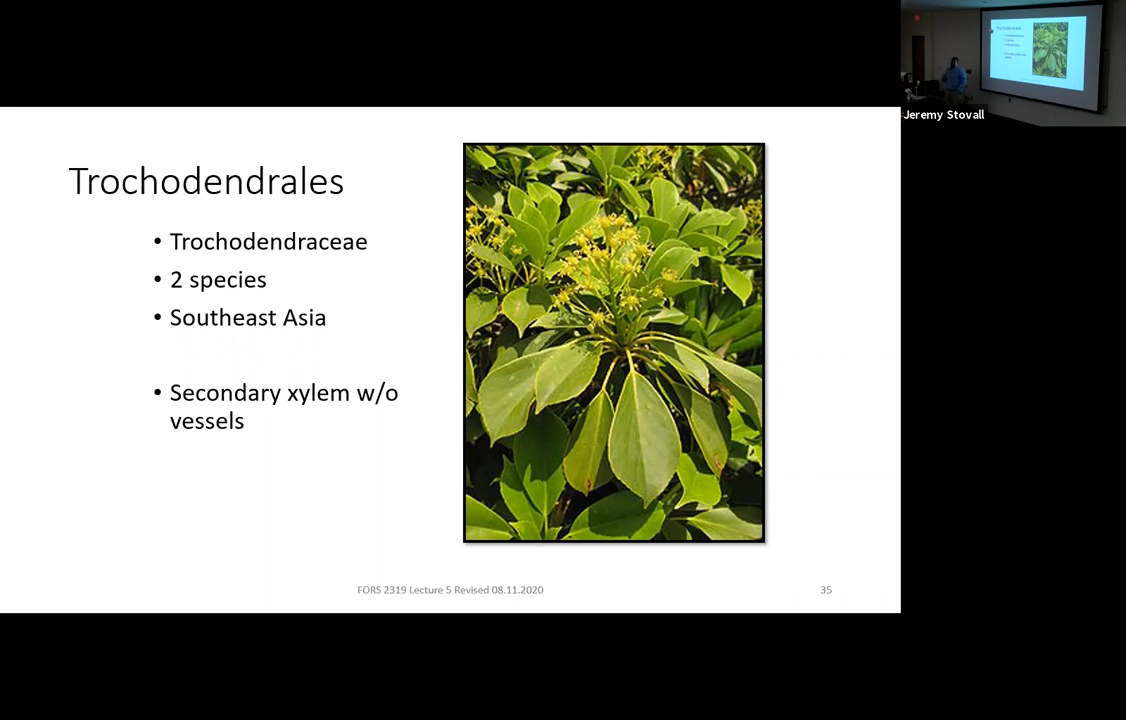 Trochodendrales
• Trochodendraceae
• 2 species
• Southeast Asia
• Secondary xylem w/o
vessels
FORS 2319 Lecture 5 Revised 08.11.2020
35
Jeremy Stovall